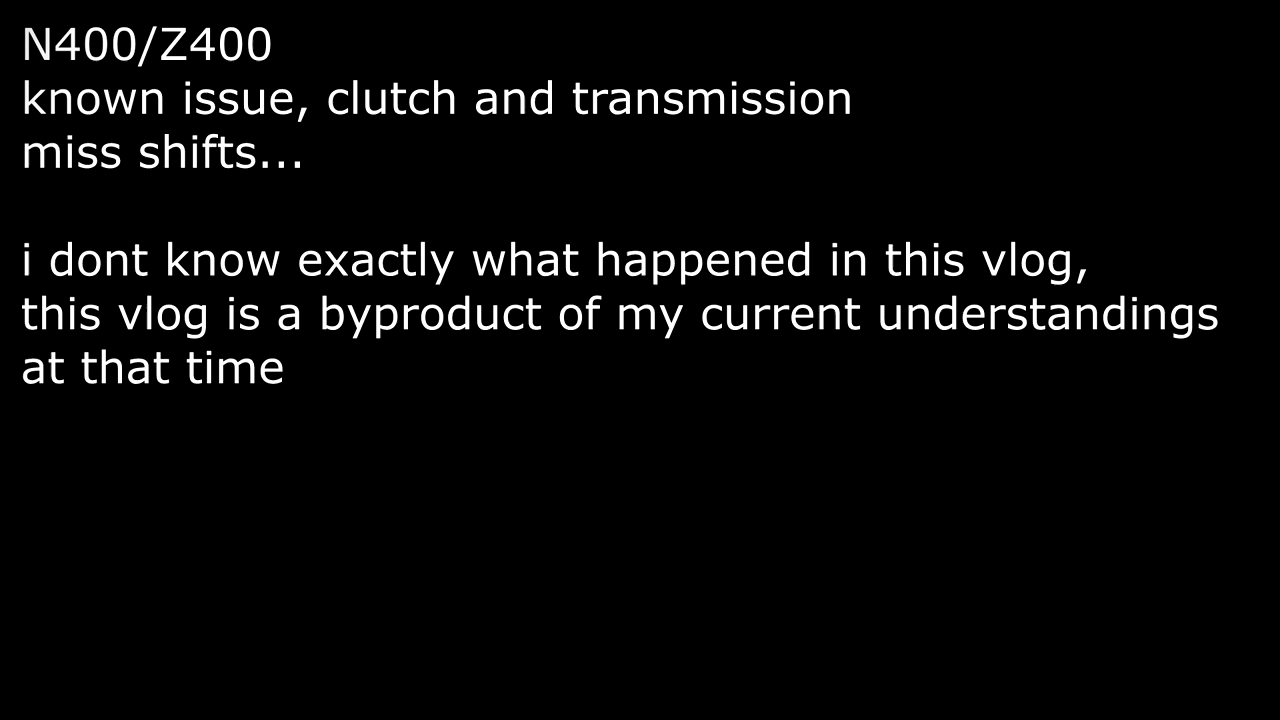 N400/Z400
known issue, clutch and transmission
miss shifts...
i dont know exactly what happened in this vlog,
this vlog is a byproduct of my current understandings
at that time